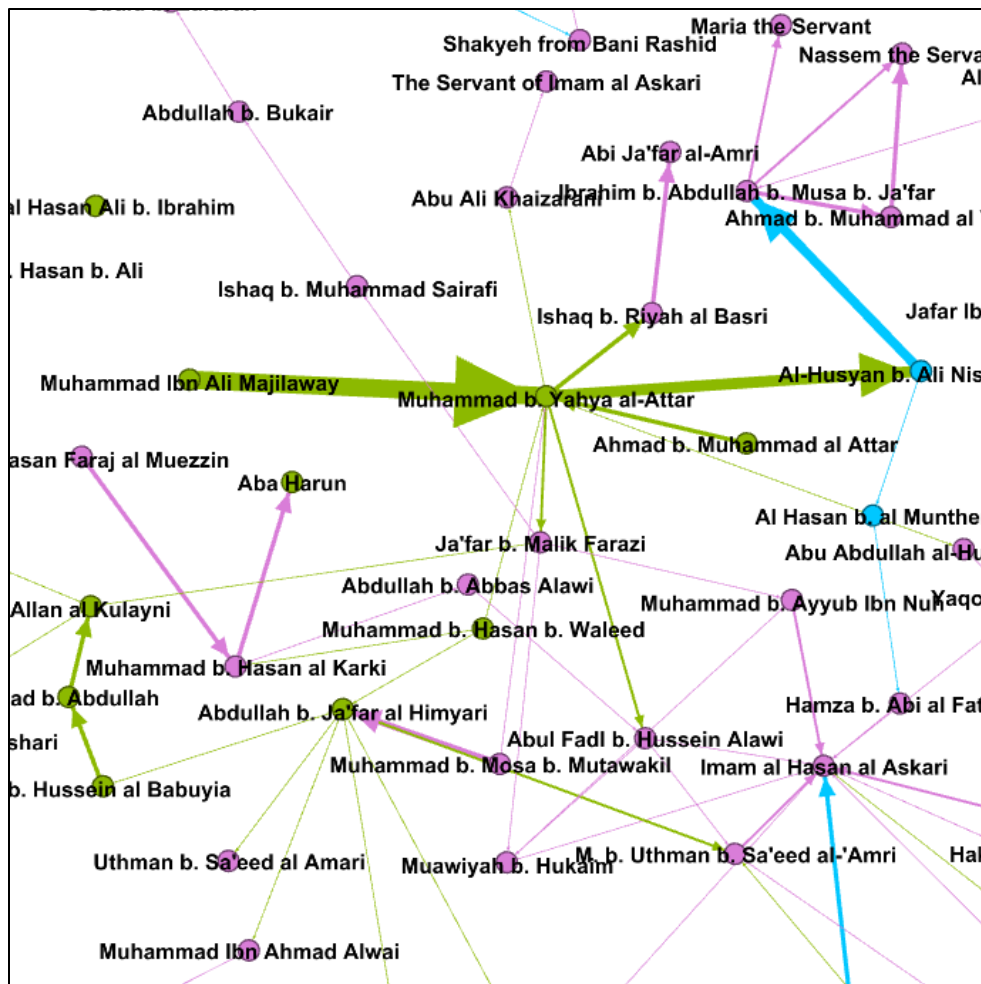 Shakyeh from Bani Rashid
Maria the Servant
Nassem the Serva
The Servant of Imam al Askari
Al
Abdullah b. Bukair
Abi Ja'far al-Amri
Abu Ali Khaizarani
Ibrahim b. Abdullah b. Musa b. Ja'far
al Hasan Ali b. Ibrahim
Ahmad b. Muhammad al
. Hasan b. Ali
Ishaq b. Muhammad Sairafi
Ishaq b. Riyah al Basri
Jafar Ib
Muhammad Ibn Ali Majilaway
Muhammad b. Yahya al-Attar
Al-Husyan b. Ali Nis
Ahmad b. Muhammad al Attar
asan Faraj al Muezzin
Aba Harun
Al Hasan b. al Munthe
Ja'far b. Malik Farazi
Abu Abdullah al-Hu
Abdullah b. Abbas Alawi
Allan al Kulayni
Muhammad b. Ayyub Ibn Nuh
Yaqo
Muhammad b. Hasan b. Waleed
Muhammad b. Hasan al Karki
ad b. Abdullah
Abdullah b. Ja'far al Himyari
Hamza b. Abi al Fat
shari
Abul Fadl b. Hussein Alawi
Muhammad b. Mosa b. Mutawakil
Imam al Hasan al Askari
b. Hussein al Babuyia
Uthman b. Sa'eed al Amari
Muawiyah b. Hukaim
M. b. Uthman b. Sa'eed al-'Amri
Hal
Muhammad Ibn Ahmad Alwai